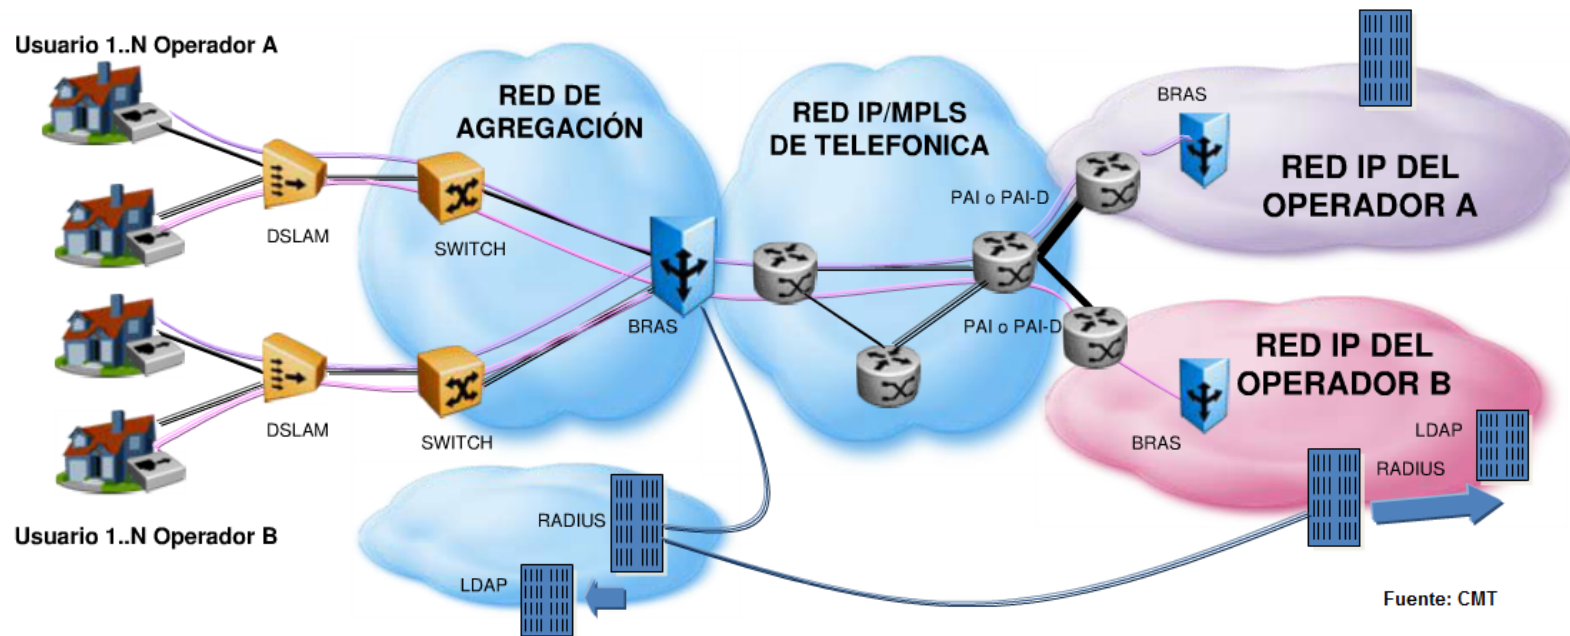 Usuario 1..N Operador A
RED DE
AGREGACIÓN
RED IP/MPLS
DE TELEFONICA
BRAS
RED IP DEL
OPERADOR A
PAI o PAI-D
DSLAM
SWITCH
BRAS
PAI o PAI-D
RED IP DEL
OPERADOR B
BRAS
LDAP
RADIUS
DSLAM
SWITCH
RADIUS
LDAP
Usuario 1..N Operador B
Fuente: CMT